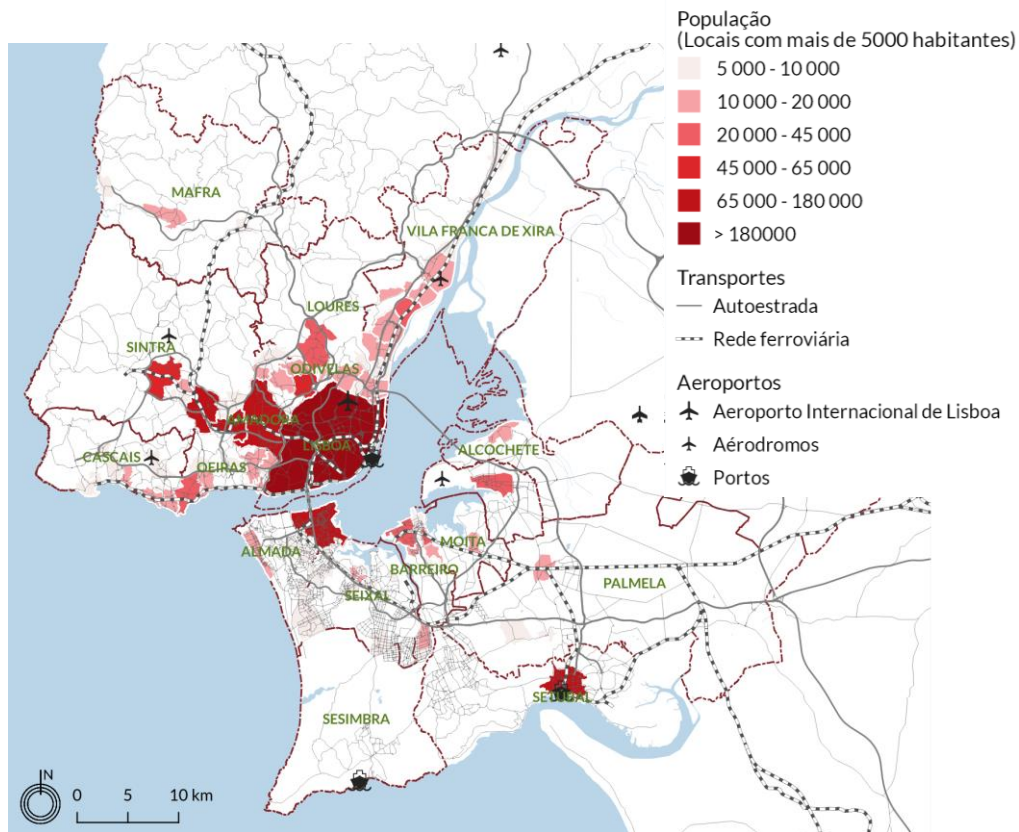 População
(Locais com mais de 5000 habitantes)
5 000 - 10 000
10 000 - 20 000
20 000 - 45 000
45 000 - 65 000
65 000 - 180 000
> 180000
Transportes
Autoestrada
Rede ferroviária
Aeroportos
Aeroporto Internacional de Lisboa
Aérodromos
Portos
MAFRA
VILA FRANCA DE XIRA
LOURES
SINTRA
ODIVELAS
AMADORA
LISBOA
CASCAIS
OEIRAS
ALCOCHETE
ALMADA
MOITA
BARREIRO
SEIXAL
PALMELA
SETÚBAL
SESIMBRA
N
0 5 10 km